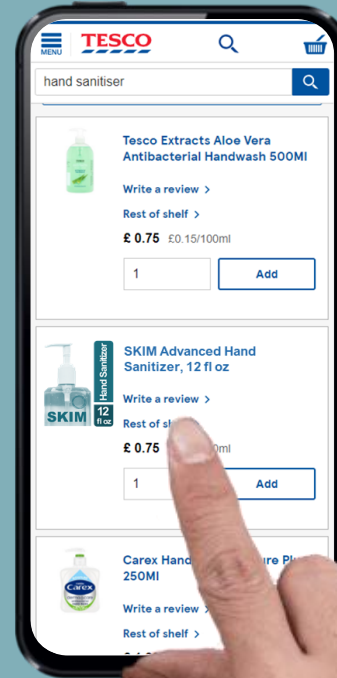 MENU
TESCO
hand sanitiser
Tesco Extracts Aloe Vera
Antibacterial Handwash 500Ml
Write a review >
Rest of shelf >
£ 0.75 £0.15/100ml
1
Add
Hand Sanitizer
SKIM
12
fl oz
SKIM Advanced Hand
Sanitizer, 12 fl oz
Write a review >
Rest of
£ 0.75
1
Add
Carex
Carex
250Ml
Write a review
Rest of shelf >